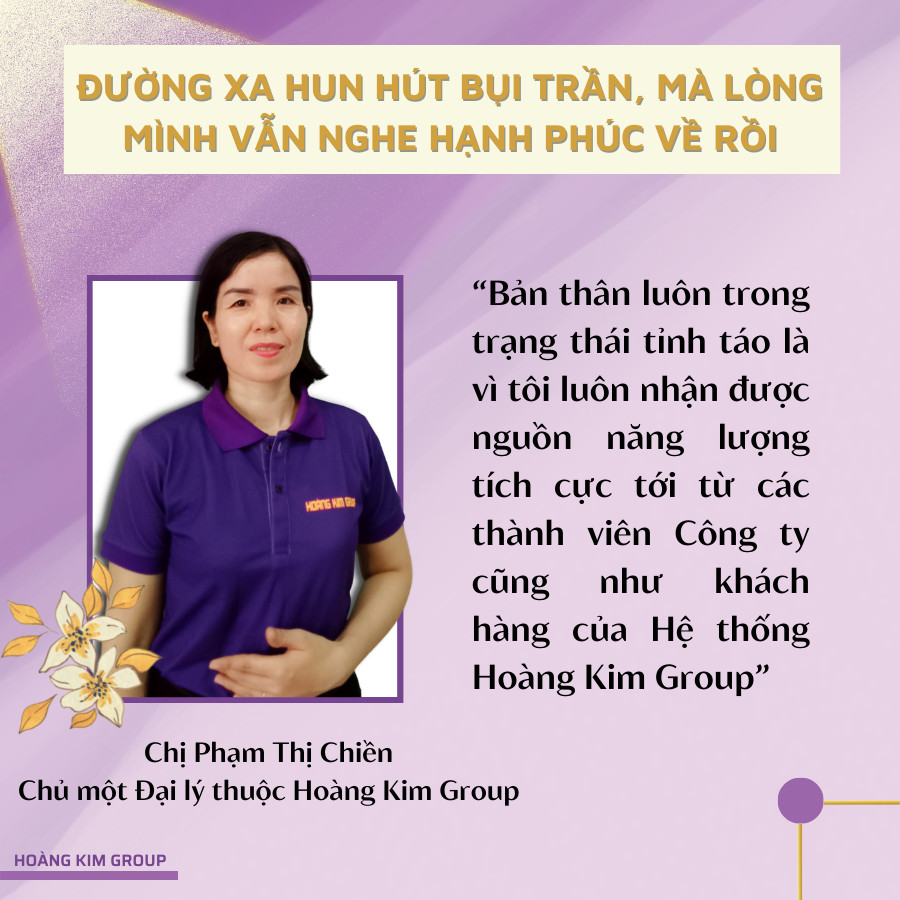 ĐƯỜNG XA HUN HÚT BỤI TRẦN, MÀ LÒNG
MÌNH VẪN NGHE HẠNH PHÚC VỀ RỒI
“Bản thân luôn trong
trạng thái tỉnh táo là
vì tôi luôn nhận được
nguồn năng lượng
tích cực tới từ các
thành viên Công ty
cũng như khách
hàng của Hệ thống
Hoàng Kim Group”
HOÀNG KIM
Chị Phạm Thị Chiền
Chủ một Đại lý thuộc Hoàng Kim Group
HOÀNG KIM GROUP